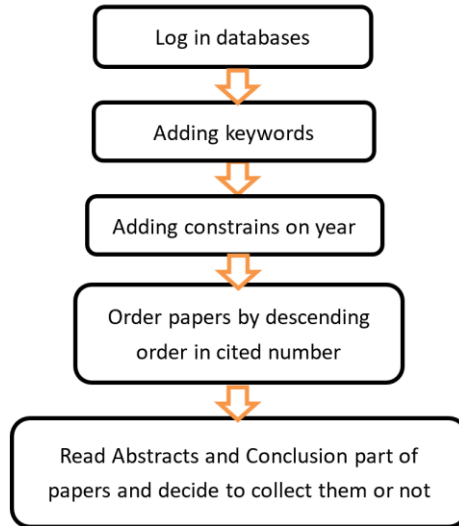 Log in databases
Adding keywords
Adding constrains on year
Order papers by descending
order in cited number
Read Abstracts and Conclusion part of
papers and decide to collect them or not